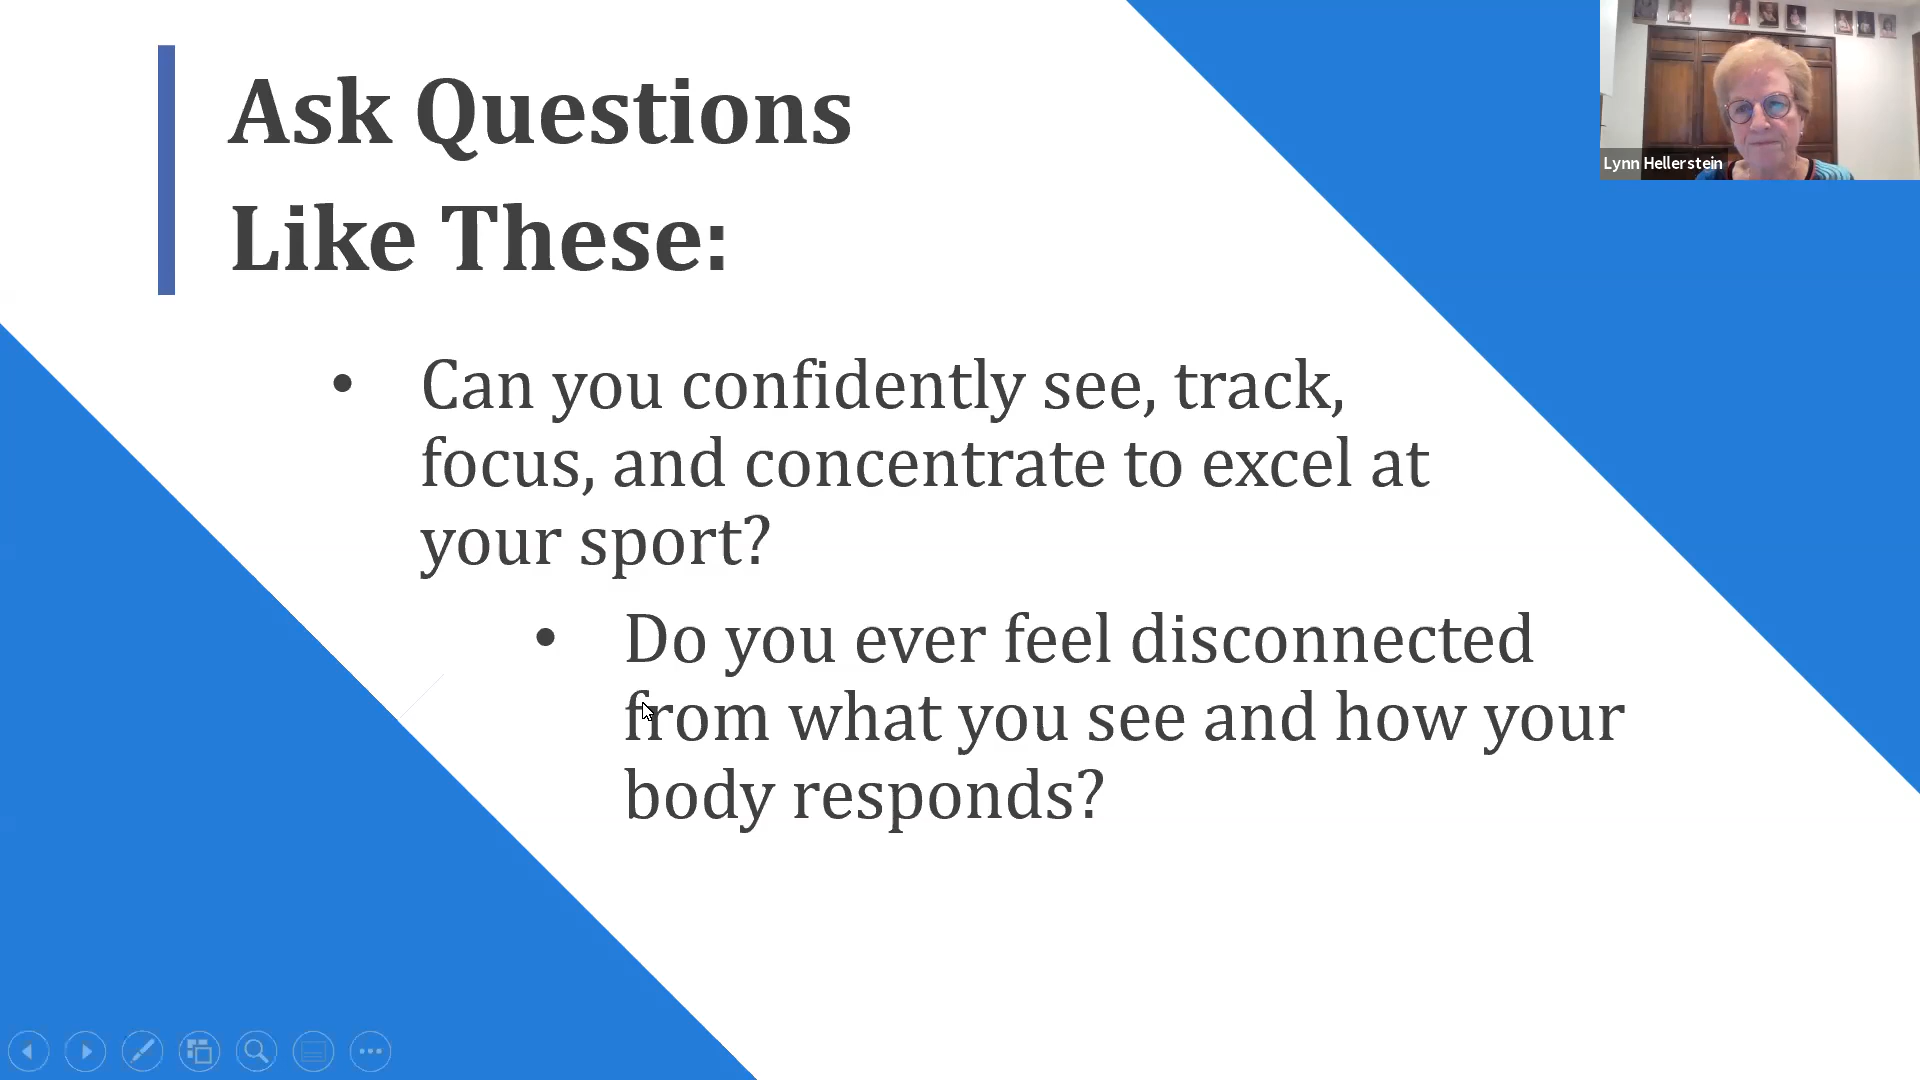 Ask Questions
Like These:
Lynn Hellerstein
• Can you confidently see, track,
focus, and concentrate to excel at
your sport?
• Do you ever feel disconnected
from what you see and how your
body responds?